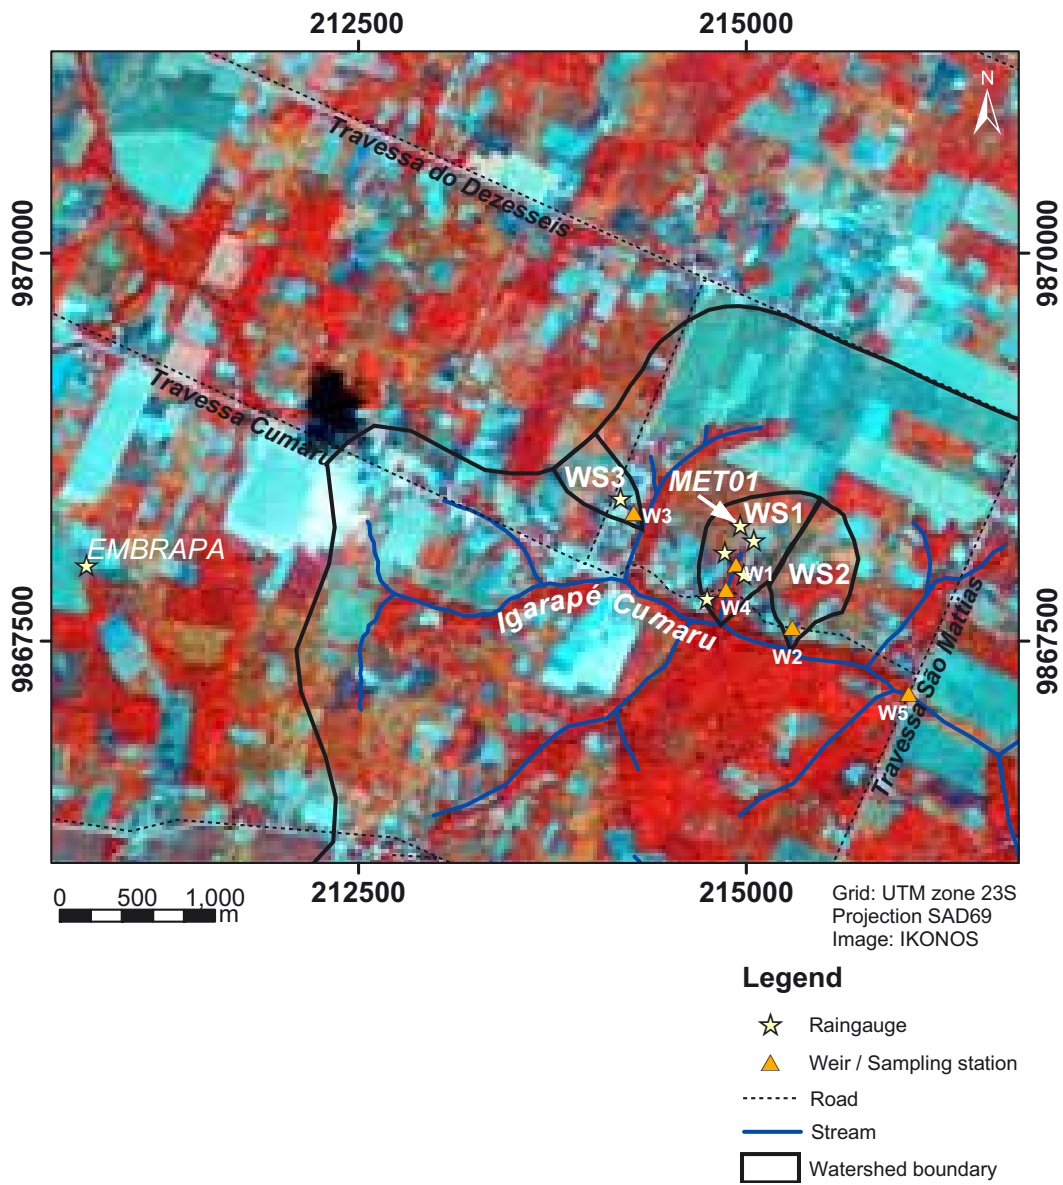 212500 215000
N
Travessa do Dezesseis
9870000 9870000
Travessa Cumaru
WS3
MET01
W3
WS1
EMBRAPA
W1
WS2
W4
Igarapé Cumaru
9867500 9867500
W2
W5
Travessa São Mattias
212500 215000
0 500 1,000
m
Grid: UTM zone 23S
Projection SAD69
Image: IKONOS
Legend
Raingauge
Weir / Sampling station
Road
Stream
Watershed boundary